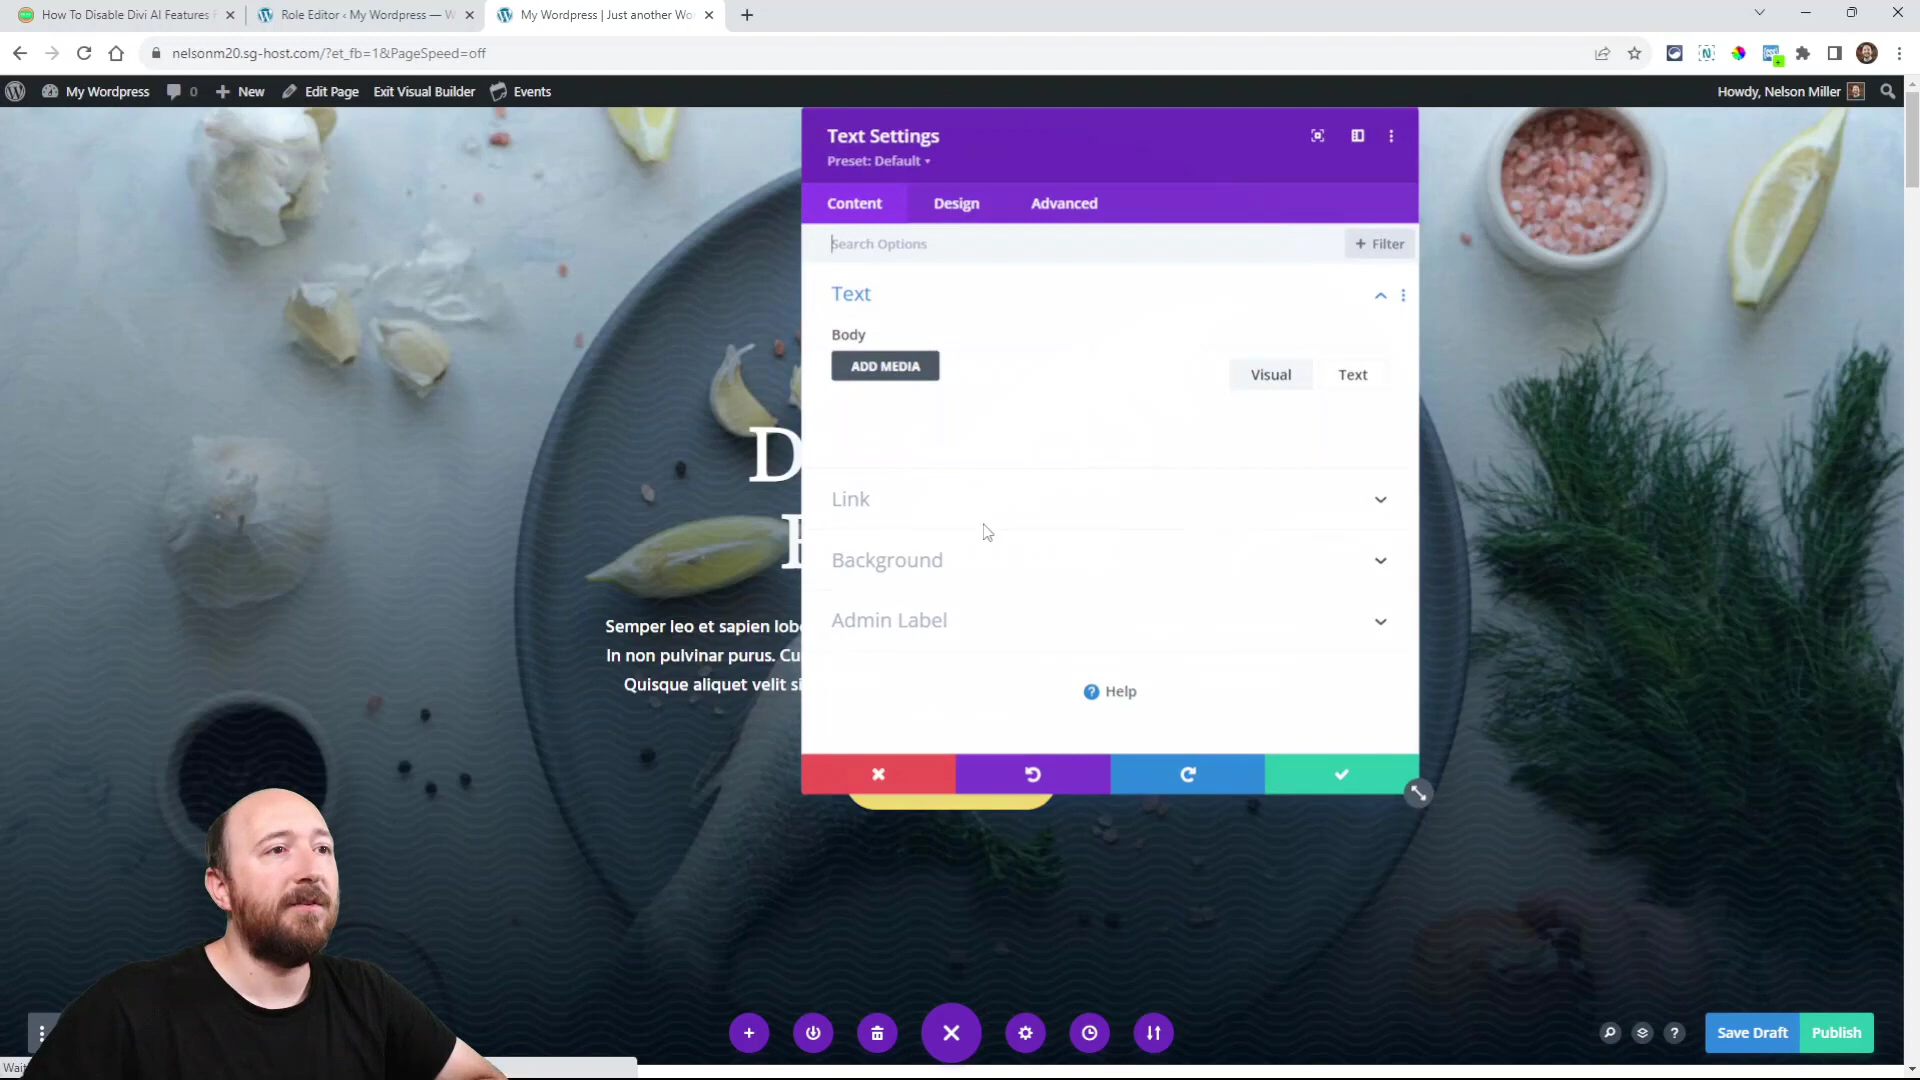 How To Disable Divi AI Features
Role Editor ‹ My Wordpress — W
My Wordpress | Just another Wo
nelsonm20.sg-host.com/?et_fb=1&PageSpeed=off
My Wordpress 0 New Edit Page Exit Visual Builder Events Howdy, Nelson Miller
Text Settings
Preset: Default
Content Design Advanced
Search Options + Filter
Text
Body
ADD MEDIA
Visual Text
D
Link
Background
Admin Label
Semper leo et sapien lobo
In non pulvinar purus. Cu
Quisque aliquet velit si
? Help
Save Draft Publish
Wait